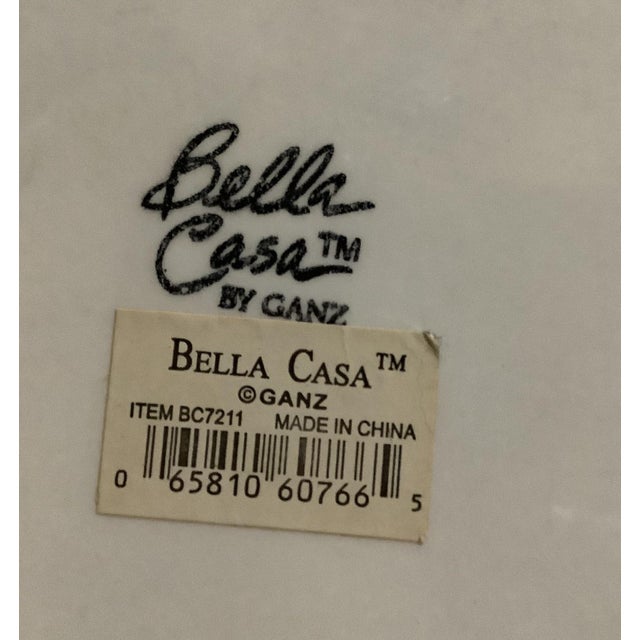 Bella
Casa™
BY GANZ
BELLA CASA™
©GANZ
ITEM BC7211 MADE IN CHINA
0 65810 60766 5